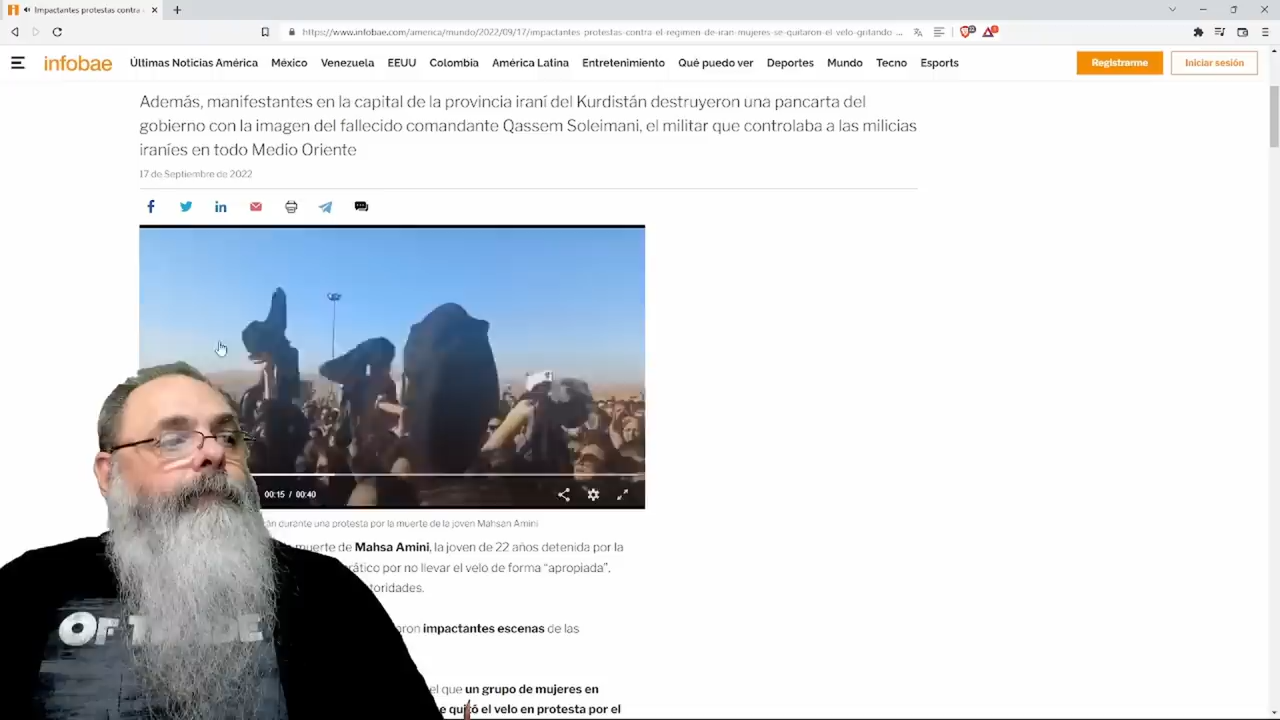 Impactantes protestas contra
https://www.infobae.com/america/mundo/2022/09/17/impactantes-protestas-contra-el-regimen-de-iran-mujeres-se-quitaron-el-velo-gritando ...
infobae
Últimas Noticias América México Venezuela EEUU Colombia América Latina Entretenimiento Qué puedo ver Deportes Mundo Tecno Esports
Registrarme Iniciar sesión
Además, manifestantes en la capital de la provincia iraní del Kurdistán destruyeron una pancarta del
gobierno con la imagen del fallecido comandante Qassem Soleimani, el militar que controlaba a las milicias
iraníes en todo Medio Oriente
17 de Septiembre de 2022
00:15 / 00:40
durante una protesta por la muerte de la joven Mahsan Amini
muerte de Mahsa Amini, la joven de 22 años detenida por la
por no llevar el velo de forma “apropiada”,
impactantes escenas de las
el que un grupo de mujeres en
quitó el velo en protesta por el